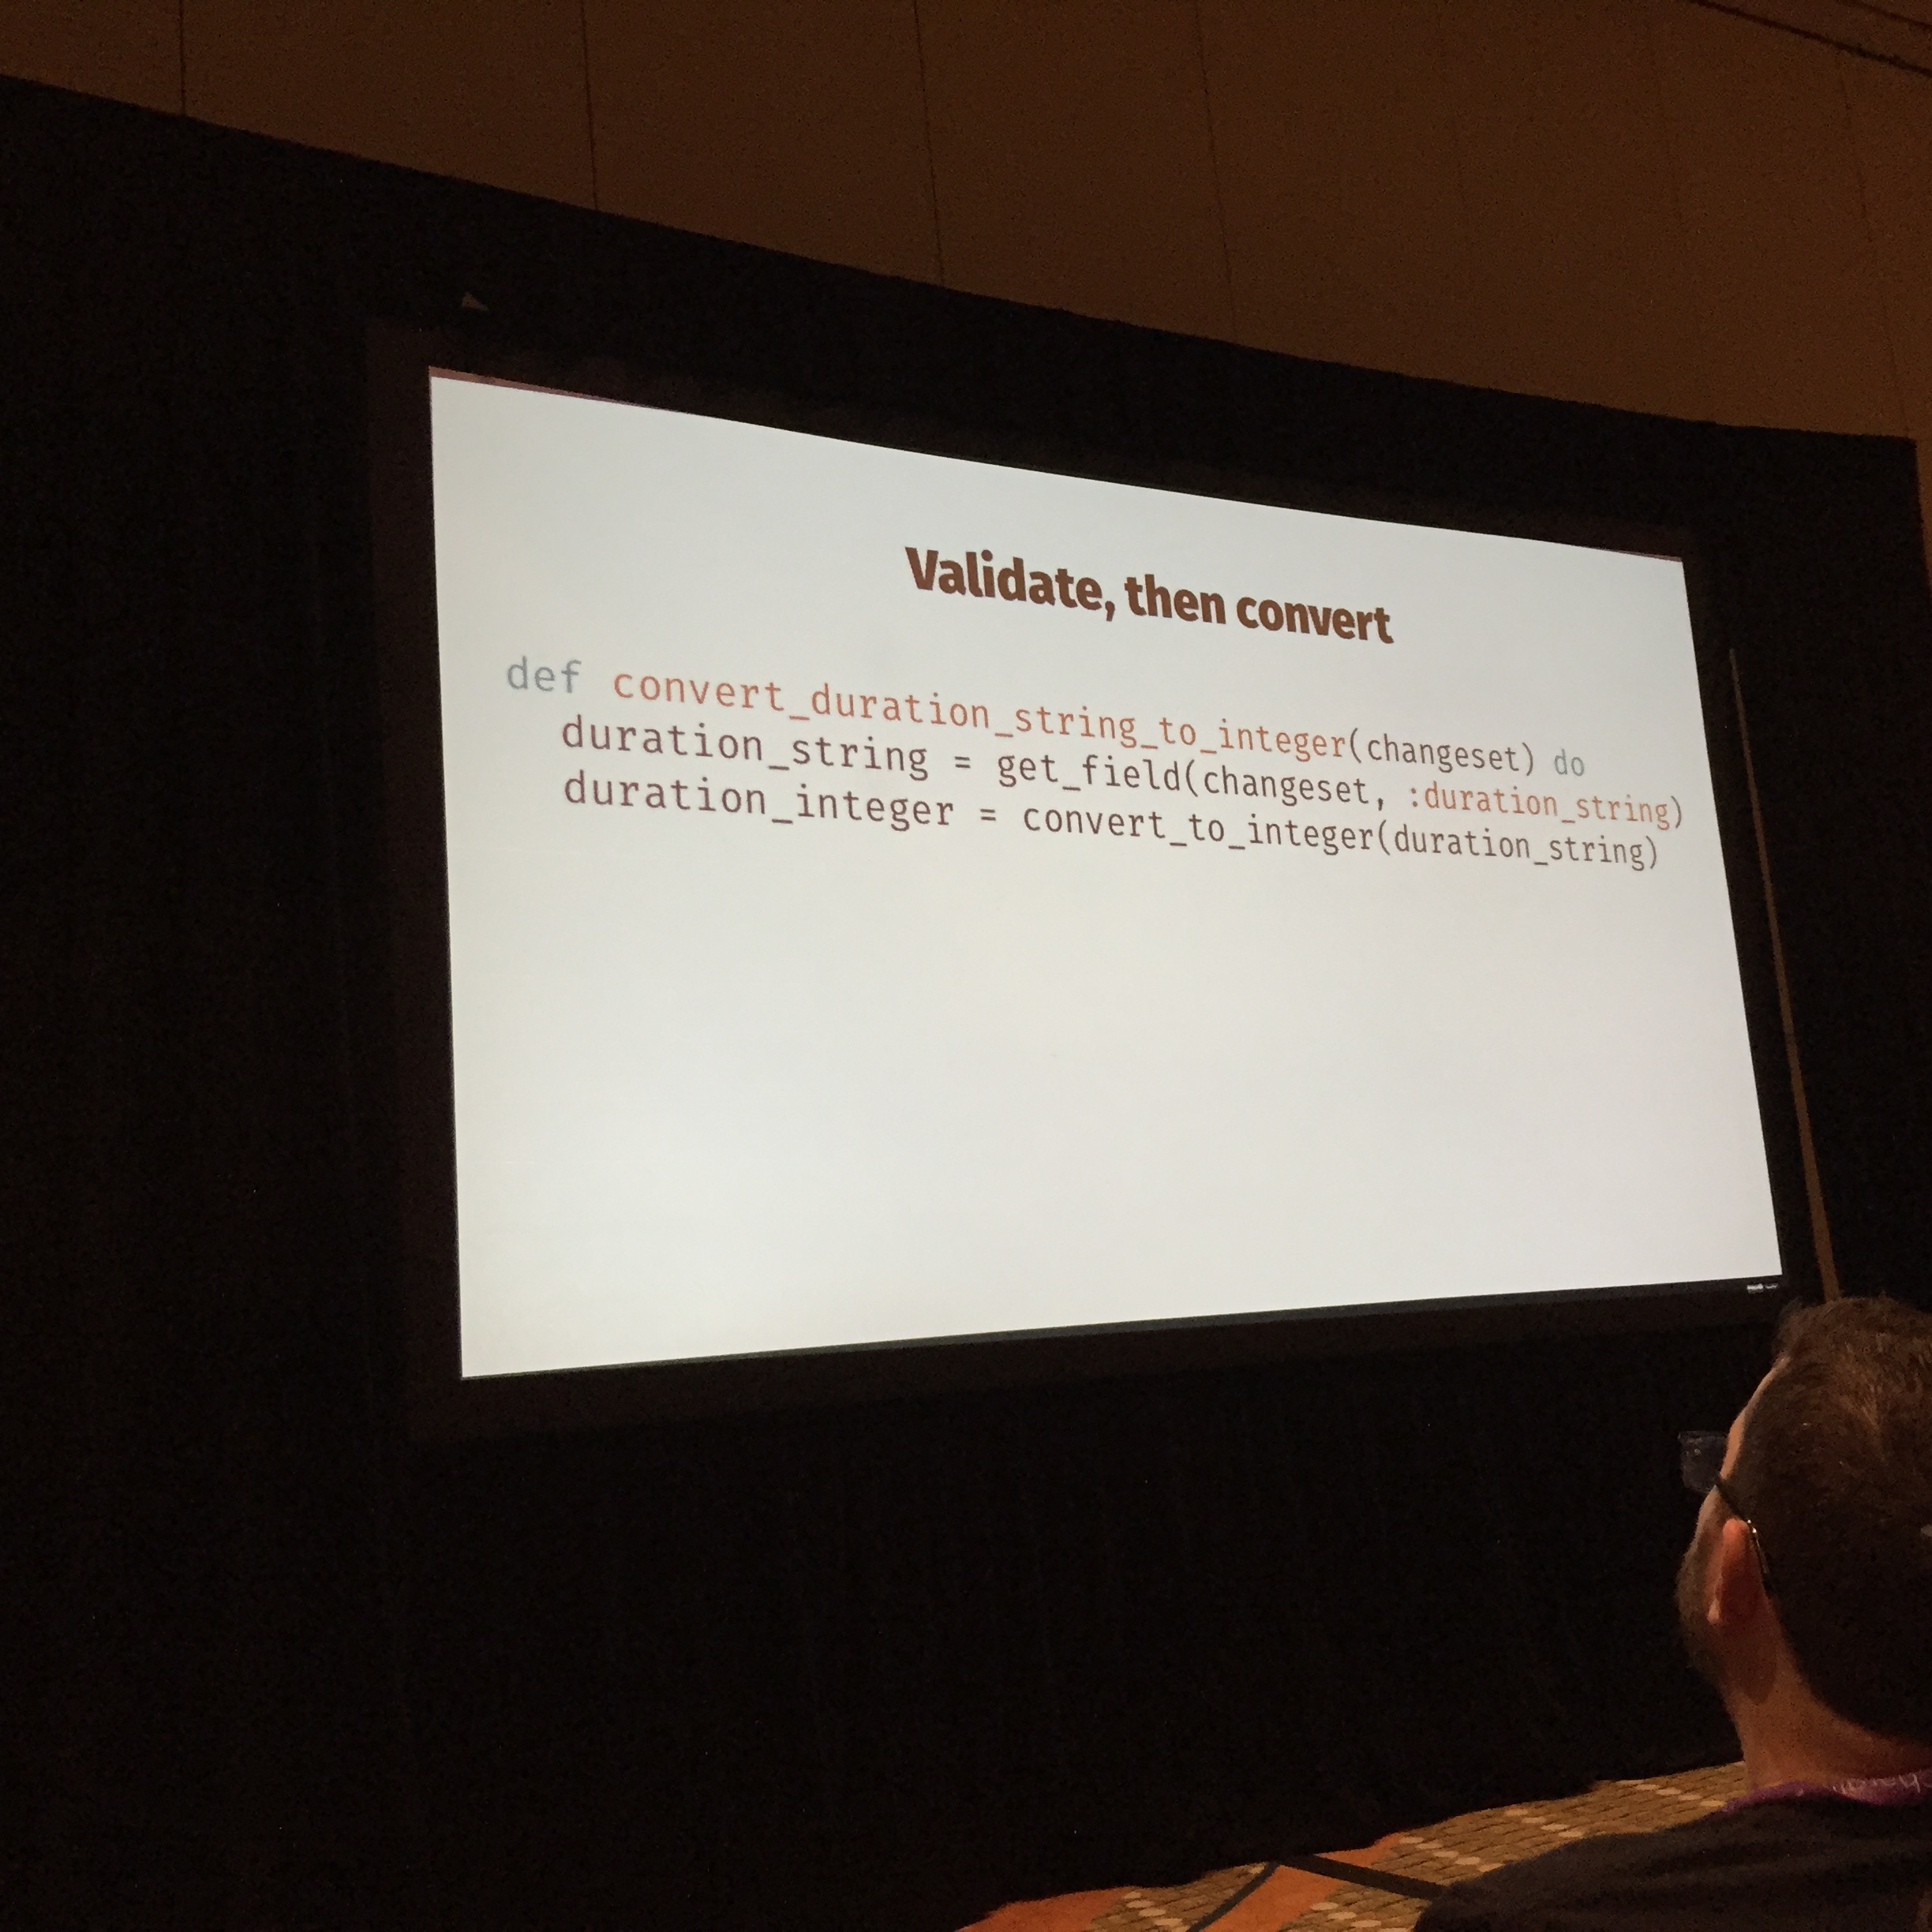 Validate, then convert
def convert_duration_string_to_integer(changeset) do
duration_string = get_field(changeset, :duration_string)
duration_integer = convert_to_integer(duration_string)